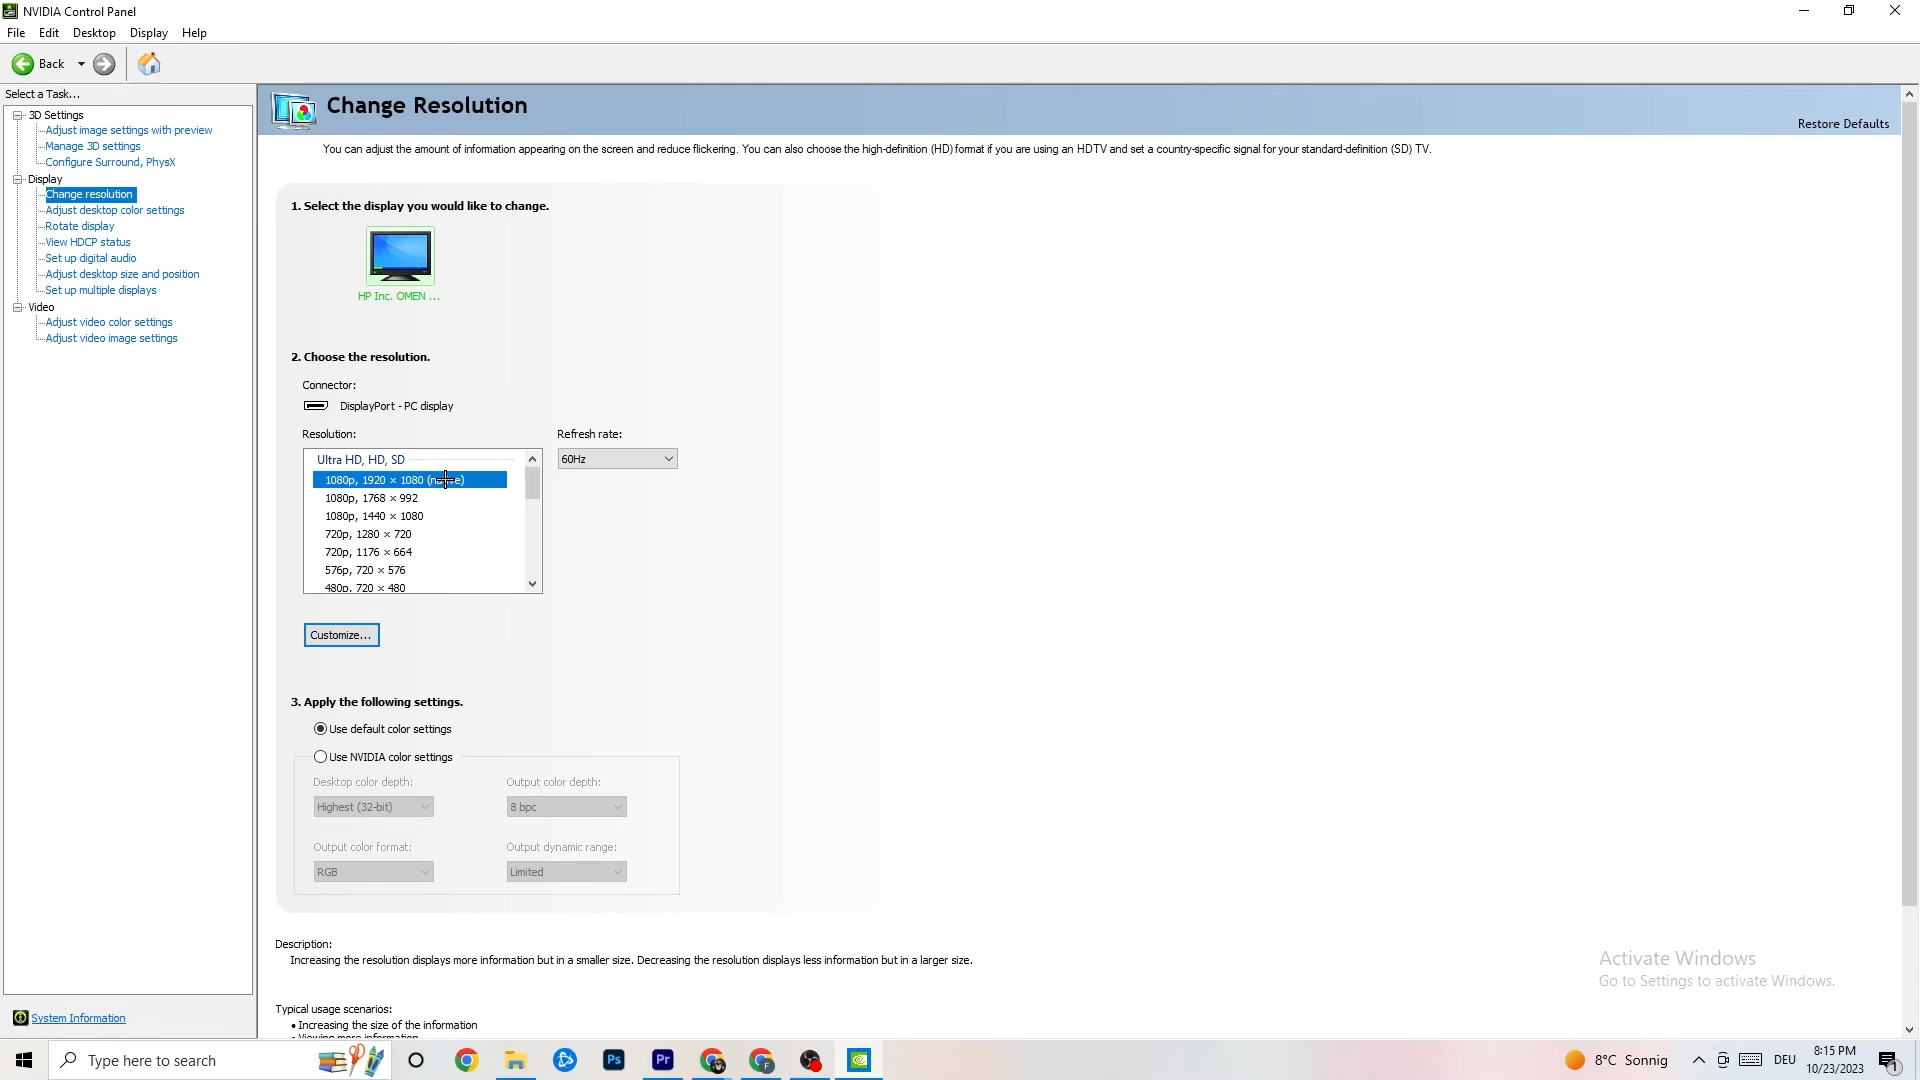 NVIDIA Control Panel
File Edit Desktop Display Help
Back
Select a Task...
3D Settings
Adjust image settings with preview
Manage 3D settings
Configure Surround, PhysX
Display
Change resolution
Adjust desktop color settings
Rotate display
View HDCP status
Set up digital audio
Adjust desktop size and position
Set up multiple displays
Video
Adjust video color settings
Adjust video image settings
System Information
Change Resolution
Restore Defaults
You can adjust the amount of information appearing on the screen and reduce flickering. You can also choose the high-definition (HD) format if you are using an HDTV and set a country-specific signal for your standard-definition (SD) TV.
1. Select the display you would like to change.
HP Inc. OMEN ...
2. Choose the resolution.
Connector:
DisplayPort - PC display
Resolution:
Refresh rate:
60Hz
Ultra HD, HD, SD
1080p, 1920 × 1080
1080p, 1768 × 992
1080p, 1440 × 1080
720p, 1280 × 720
720p, 1176 × 664
576p, 720 × 576
480p, 720 × 480
Customize...
3. Apply the following settings.
Use default color settings
Use NVIDIA color settings
Desktop color depth:
Output color depth:
Highest (32-bit)
8 bpc
Output color format:
Output dynamic range:
RGB
Limited
Description:
Increasing the resolution displays more information but in a smaller size. Decreasing the resolution displays less information but in a larger size.
Typical usage scenarios:
• Increasing the size of the information
Activate Windows
Go to Settings to activate Windows.
Type here to search
Ps
Pr
F
8°C Sonnig
DEU
8:15 PM
10/23/2023
1